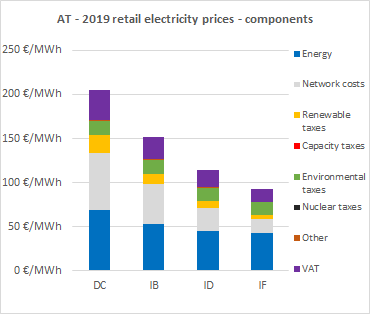 AT - 2019 retail electricity prices - components
250 €/MWh
200 €/MWh
150 €/MWh
100 €/MWh
50 €/MWh
0 €/MWh
DC
IB
ID
IF
Energy
Network costs
Renewable
taxes
Capacity taxes
Environmental
taxes
Nuclear taxes
Other
VAT